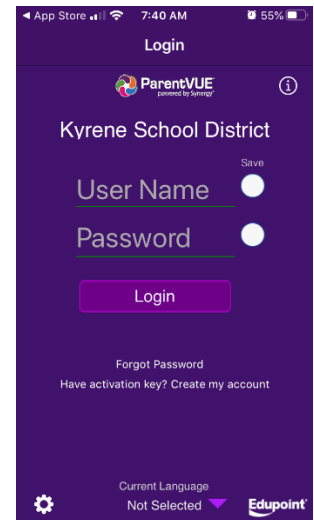 App Store 7:40 AM 55%
Login
ParentVUE
powered by Synergy
Kyrene School District
Save
User Name
Password
Login
Forgot Password
Have activation key? Create my account
Current Language
Not Selected
Edupoint